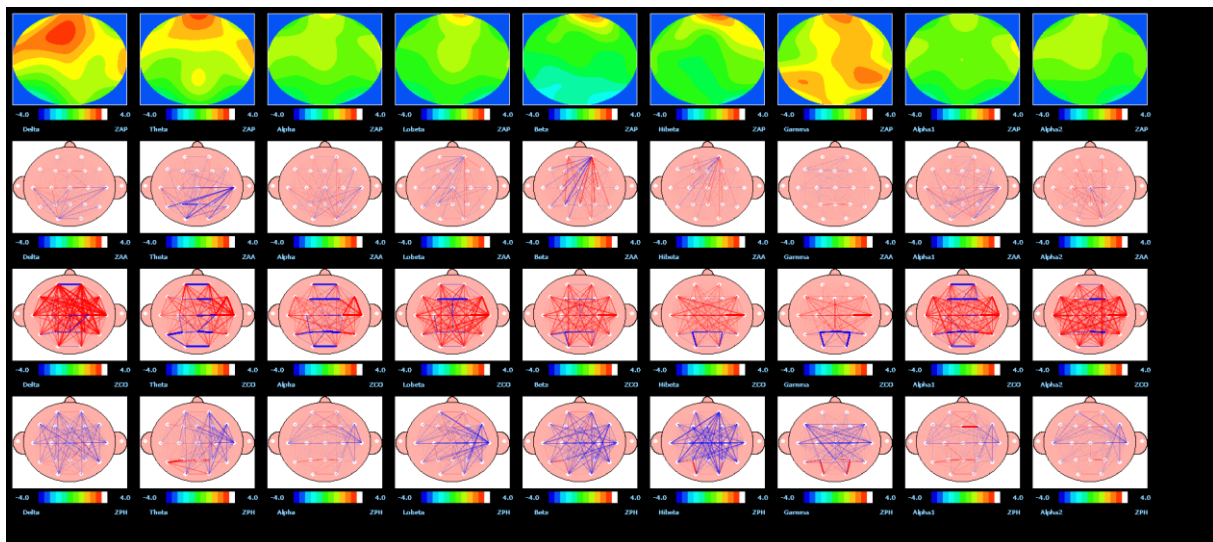 -4.0 4.0 -4.0 4.0 -4.0 4.0 -4.0 4.0 -4.0 4.0 -4.0 4.0 -4.0 4.0 -4.0 4.0 -4.0 4.0
Delta ZAP Theta ZAP Alpha ZAP Lobeta ZAP Beta ZAP Hibeta ZAP Gamma ZAP Alpha1 ZAP Alpha2 ZAP
-4.0 4.0 -4.0 4.0 -4.0 4.0 -4.0 4.0 -4.0 4.0 -4.0 4.0 -4.0 4.0 -4.0 4.0 -4.0 4.0
Delta ZAA Theta ZAA Alpha ZAA Lobeta ZAA Beta ZAA Hibeta ZAA Gamma ZAA Alpha1 ZAA Alpha2 ZAA
-4.0 4.0 -4.0 4.0 -4.0 4.0 -4.0 4.0 -4.0 4.0 -4.0 4.0 -4.0 4.0 -4.0 4.0 -4.0 4.0
Delta ZCO Theta ZCO Alpha ZCO Lobeta ZCO Beta ZCO Hibeta ZCO Gamma ZCO Alpha1 ZCO Alpha2 ZCO
-4.0 4.0 -4.0 4.0 -4.0 4.0 -4.0 4.0 -4.0 4.0 -4.0 4.0 -4.0 4.0 -4.0 4.0 -4.0 4.0
Delta ZPH Theta ZPH Alpha ZPH Lobeta ZPH Beta ZPH Hibeta ZPH Gamma ZPH Alpha1 ZPH Alpha2 ZPH